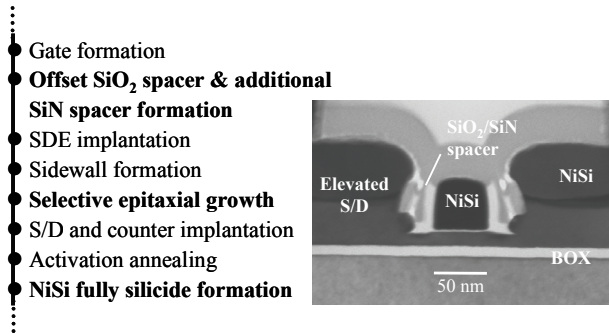 Gate formation
Offset SiO₂ spacer & additional
SiN spacer formation
SDE implantation
Sidewall formation
Selective epitaxial growth
S/D and counter implantation
Activation annealing
NiSi fully silicide formation
SiO₂/SiN
spacer
Elevated
S/D
NiSi
NiSi
BOX
50 nm